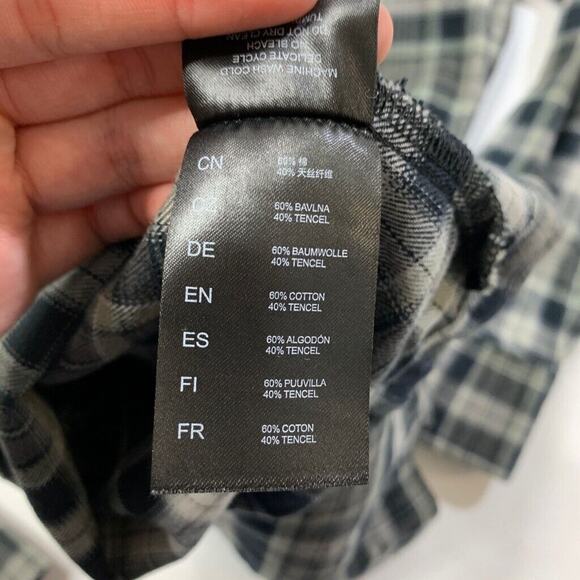 MACHINE WASH COLD
DELICATE CYCLE
NO BLEACH
DO NOT DRY CLEAN
CN
60% 棉
40% 天丝纤维
CZ
60% BAVLNA
40% TENCEL
DE
60% BAUMWOLLE
40% TENCEL
EN
60% COTTON
40% TENCEL
ES
60% ALGODÓN
40% TENCEL
FI
60% PUUVILLA
40% TENCEL
FR
60% COTON
40% TENCEL